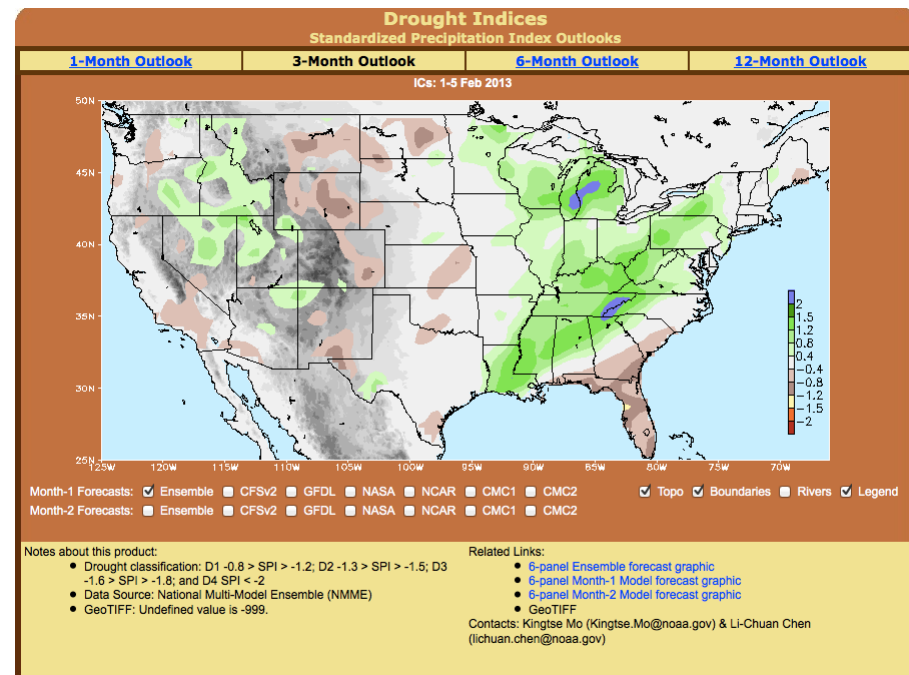 Drought Indices
Standardized Precipitation Index Outlooks
1-Month Outlook 3-Month Outlook 6-Month Outlook 12-Month Outlook
ICs: 1-5 Feb 2013
50N
45N
40N
35N
30N
25N
2
1.5
1.2
0.8
0.4
-0.4
-0.8
-1.2
-1.5
-2
125W 120W 115W 110W 105W 100W 95W 90W 85W 80W 75W 70W
Month-1 Forecasts: Ensemble CFSv2 GFDL NASA NCAR CMC1 CMC2 Topo Boundaries Rivers Legend
Month-2 Forecasts: Ensemble CFSv2 GFDL NASA NCAR CMC1 CMC2
Notes about this product:
Drought classification: D1 -0.8 > SPI > -1.2; D2 -1.3 > SPI > -1.5; D3
-1.6 > SPI > -1.8; and D4 SPI < -2
Data Source: National Multi-Model Ensemble (NMME)
GeoTIFF: Undefined value is -999.
Related Links:
6-panel Ensemble forecast graphic
6-panel Month-1 Model forecast graphic
6-panel Month-2 Model forecast graphic
GeoTIFF
Contacts: Kingtse Mo (Kingtse.Mo@noaa.gov) & Li-Chuan Chen
(lichuan.chen@noaa.gov)